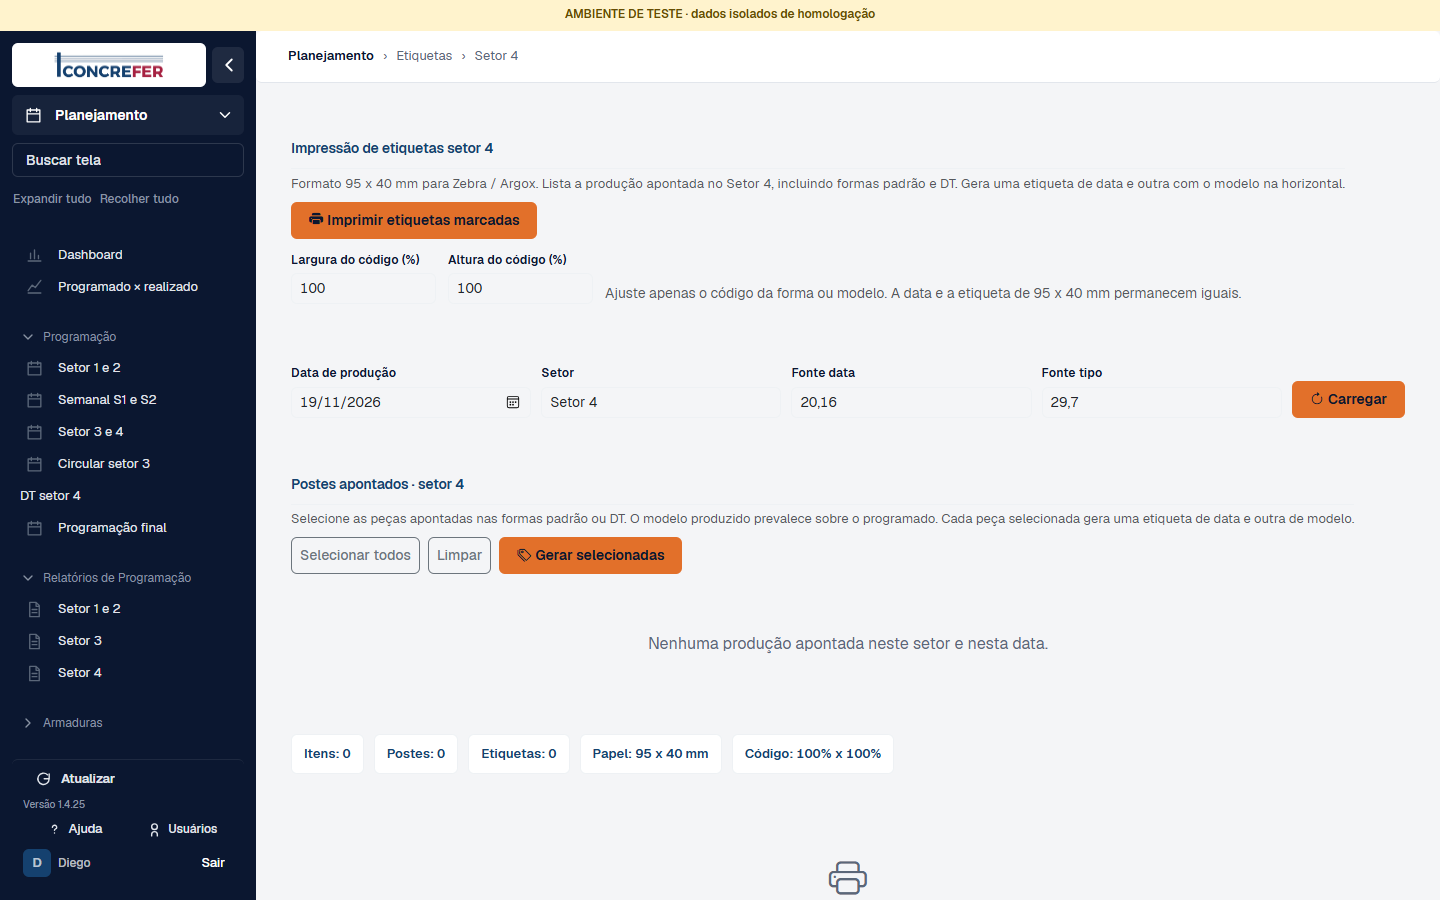 AMBIENTE DE TESTE · dados isolados de homologação
CONCREFER
Planejamento
Buscar tela
Expandir tudo Recolher tudo
Dashboard
Programado × realizado
Programação
Setor 1 e 2
Semanal S1 e S2
Setor 3 e 4
Circular setor 3
DT setor 4
Programação final
Relatórios de Programação
Setor 1 e 2
Setor 3
Setor 4
Armaduras
Atualizar
Versão 1.4.25
? Ajuda Usuários
D Diego Sair
Planejamento › Etiquetas › Setor 4
Impressão de etiquetas setor 4
Formato 95 x 40 mm para Zebra / Argox. Lista a produção apontada no Setor 4, incluindo formas padrão e DT. Gera uma etiqueta de data e outra com o modelo na horizontal.
Imprimir etiquetas marcadas
Largura do código (%) Altura do código (%)
100 100 Ajuste apenas o código da forma ou modelo. A data e a etiqueta de 95 x 40 mm permanecem iguais.
Data de produção Setor Fonte data Fonte tipo
19/11/2026 Setor 4 20,16 29,7 Carregar
Postes apontados · setor 4
Selecione as peças apontadas nas formas padrão ou DT. O modelo produzido prevalece sobre o programado. Cada peça selecionada gera uma etiqueta de data e outra de modelo.
Selecionar todos Limpar Gerar selecionadas
Nenhuma produção apontada neste setor e nesta data.
Itens: 0 Postes: 0 Etiquetas: 0 Papel: 95 x 40 mm Código: 100% x 100%